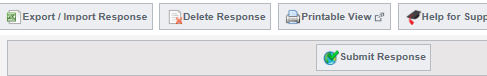 Export / Import Response Delete Response Printable View Help for Supp
Submit Response